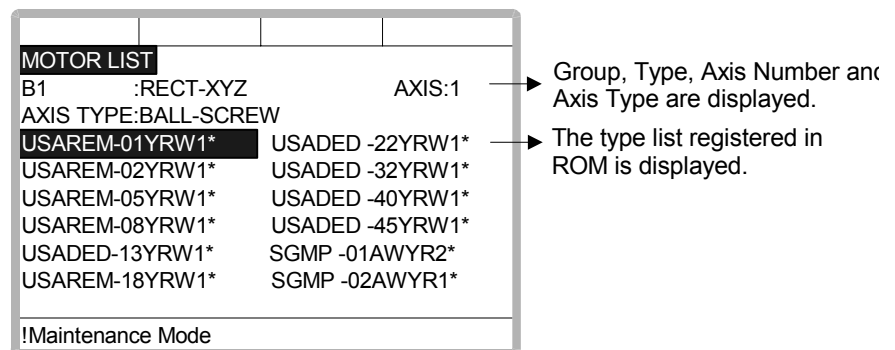 MOTOR LIST
B1 :RECT-XYZ AXIS:1
AXIS TYPE:BALL-SCREW
USAREM-01YRW1* USADED -22YRW1*
USAREM-02YRW1* USADED -32YRW1*
USAREM-05YRW1* USADED -40YRW1*
USAREM-08YRW1* USADED -45YRW1*
USADED-13YRW1* SGMP -01AWYR2*
USAREM-18YRW1* SGMP -02AWYR1*
!Maintenance Mode
Group, Type, Axis Number and
Axis Type are displayed.
The type list registered in
ROM is displayed.